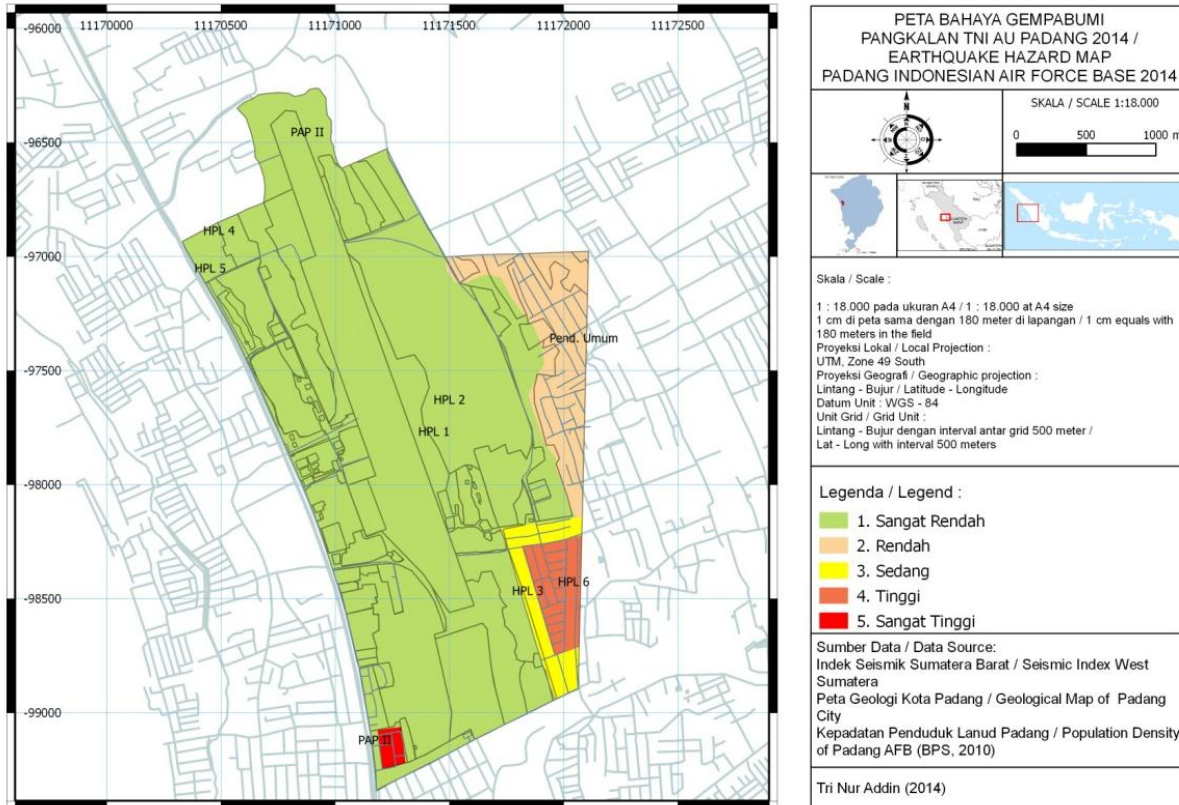 11170000 11170500 11171000 11171500 11172000 11172500
-96000
-96500
-97000
-97500
-98000
-98500
-99000
PAP II
HPL 4
HPL 5
Pend. Umum
HPL 2
HPL 1
HPL 6
HPL 3
PAP II
PETA BAHAYA GEMPABUMI
PANGKALAN TNI AU PADANG 2014 /
EARTHQUAKE HAZARD MAP
PADANG INDONESIAN AIR FORCE BASE 2014
N
SKALA / SCALE 1:18.000
0 500 1000 m
Skala / Scale :
1 : 18.000 pada ukuran A4 / 1 : 18.000 at A4 size
1 cm di peta sama dengan 180 meter di lapangan / 1 cm equals with
180 meters in the field
Proyeksi Lokal / Local Projection :
UTM, Zone 49 South
Proyeksi Geografi / Geographic projection :
Lintang - Bujur / Latitude - Longitude
Datum Unit : WGS - 84
Unit Grid / Grid Unit :
Lintang - Bujur dengan interval antar grid 500 meter /
Lat - Long with interval 500 meters
Legenda / Legend :
1. Sangat Rendah
2. Rendah
3. Sedang
4. Tinggi
5. Sangat Tinggi
Sumber Data / Data Source:
Indek Seismik Sumatera Barat / Seismic Index West
Sumatera
Peta Geologi Kota Padang / Geological Map of Padang
City
Kepadatan Penduduk Lanud Padang / Population Density
of Padang AFB (BPS, 2010)
Tri Nur Addin (2014)